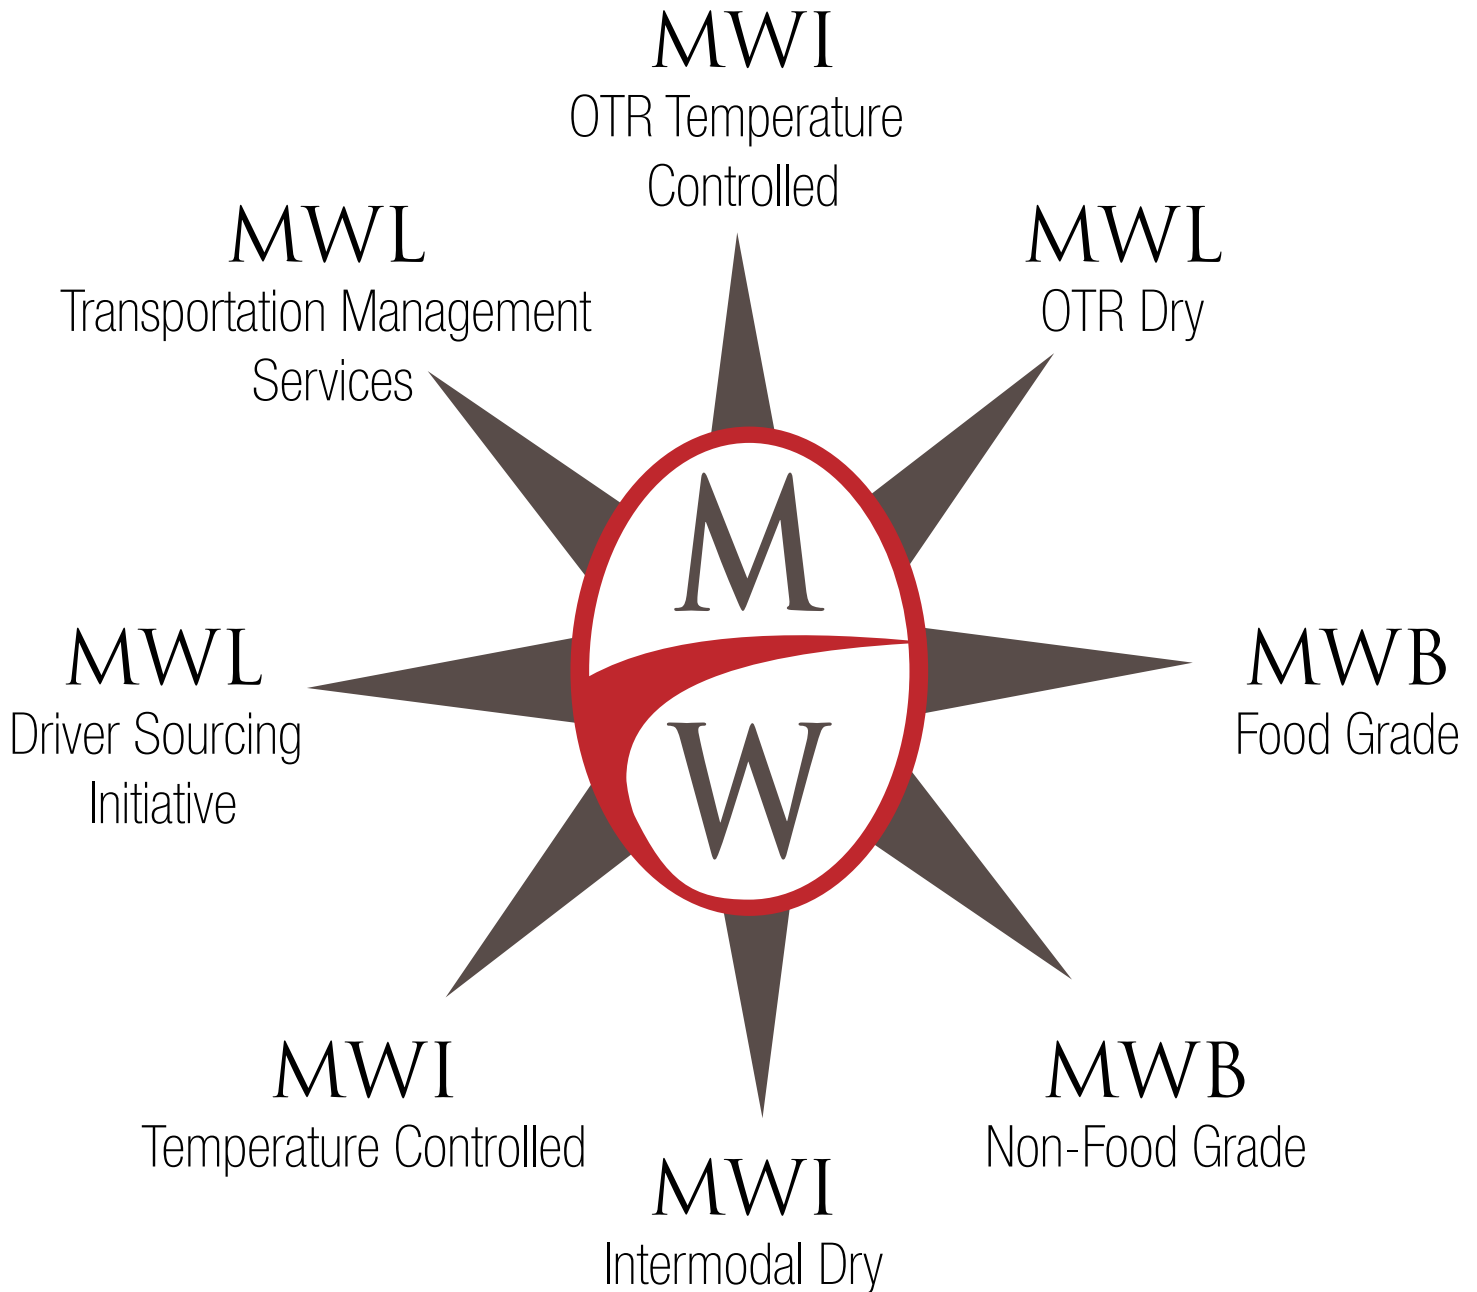 MWI
OTR Temperature
Controlled
MWL
Transportation Management
Services
MWL
OTR Dry
M
W
MWL
Driver Sourcing
Initiative
MWB
Food Grade
MWI
Temperature Controlled
MWB
Non-Food Grade
MWI
Intermodal Dry